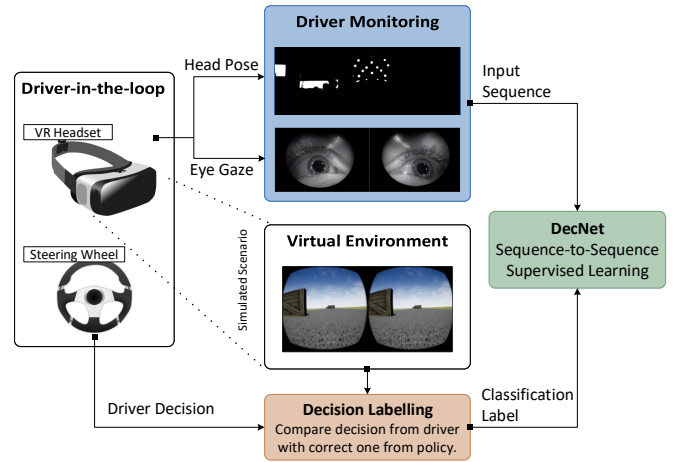 Driver Monitoring
Head Pose
Eye Gaze
Input
Sequence
Driver-in-the-loop
VR Headset
Steering Wheel
Simulated Scenario
Virtual Environment
DecNet
Sequence-to-Sequence
Supervised Learning
Driver Decision
Decision Labelling
Compare decision from driver
with correct one from policy.
Classification
Label